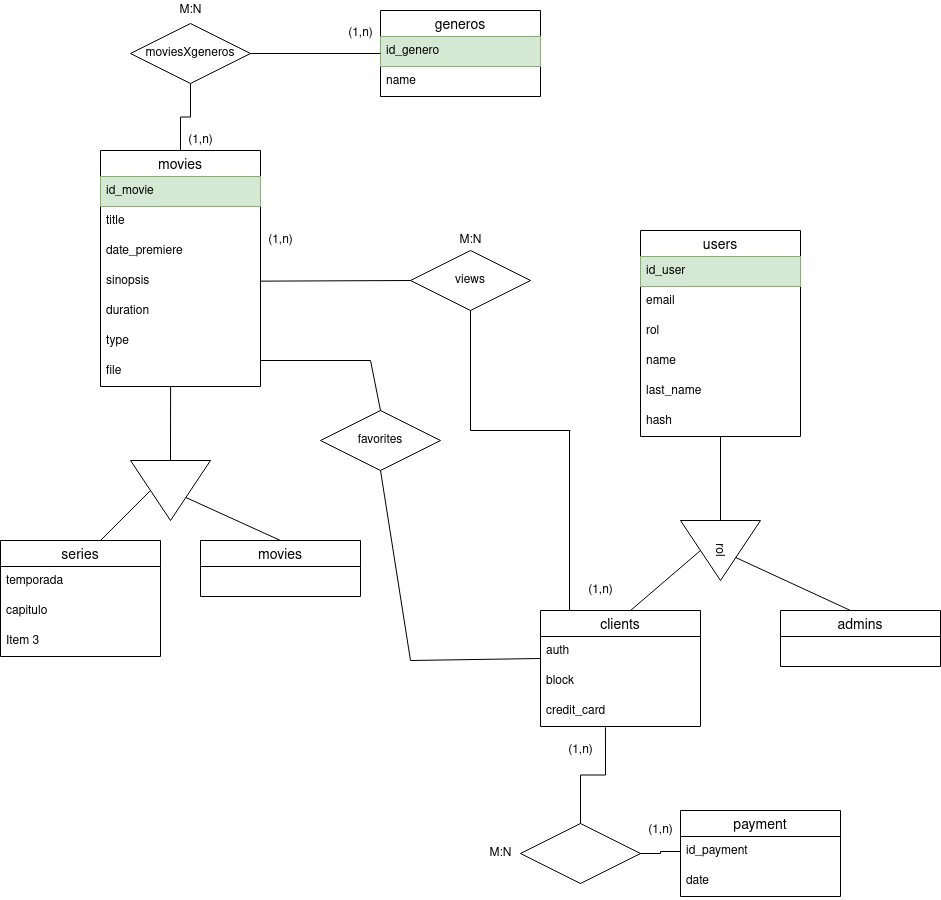 M:N
moviesXgeneros
(1,n)
generos
id_genero
name
(1,n)
movies
id_movie
title
date_premiere
sinopsis
duration
type
file
(1,n)
M:N
views
users
id_user
email
rol
name
last_name
hash
favorites
rol
series
temporada
capitulo
Item 3
movies
(1,n)
clients
auth
block
credit_card
admins
(1,n)
M:N
(1,n)
payment
id_payment
date